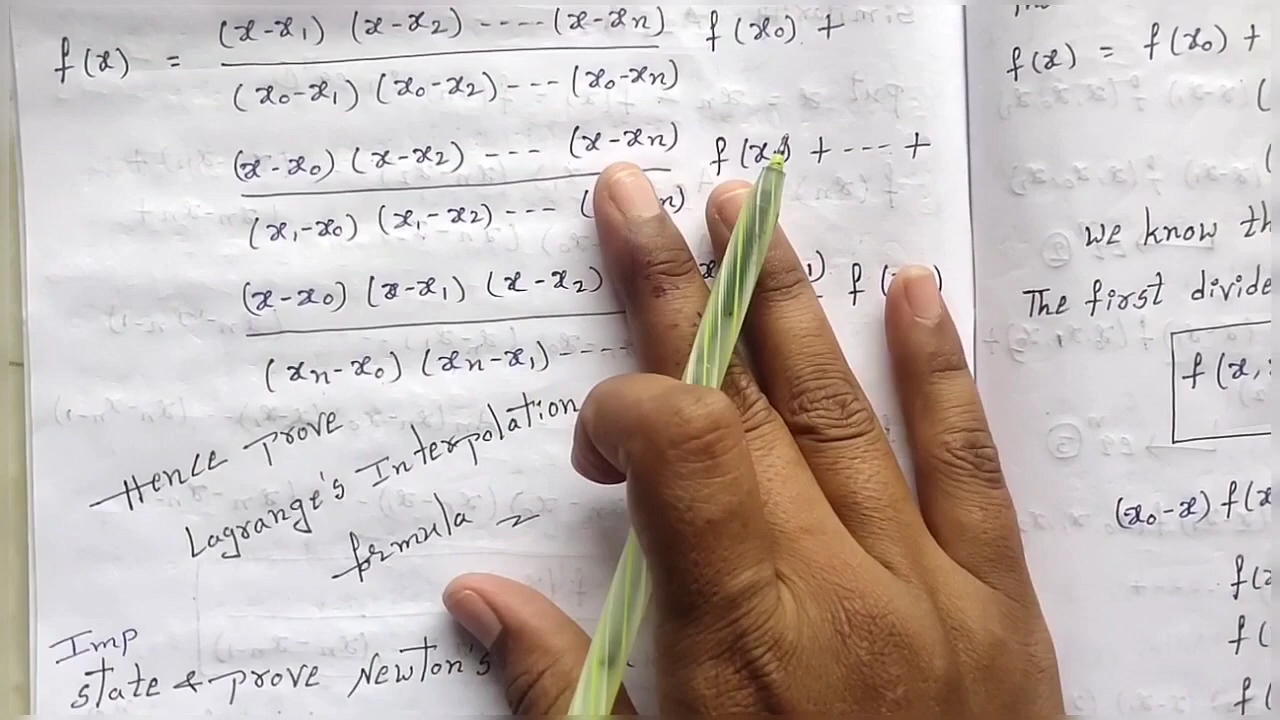 f(x) = (x-x1) (x-x2) ----- (x-xn) f(x0) +
(x0-x1) (x0-x2) --- (x0-xn)
(x-x0) (x-x2) --- (x-xn) f(x1) + --- +
(x1-x0) (x1-x2) --- ( n)
(x-x0) (x-x1) (x-x2) 1) f (
(xn-x0) (xn-x1) ----
Hence prove
Lagrange's Interpolation
formula
Imp
State & prove Newton's
f(x) = f(x0) +
(
(
We know th
The first divide
f(x,
(x0-x) f(x
f(
f(
f(